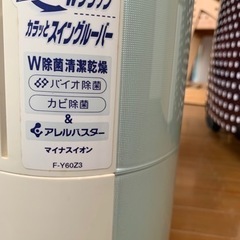 カラッとスイングルーバー
W除菌清潔乾燥
バイオ除菌
カビ除菌
&
アレルバスター
マイナスイオン
F-Y60Z3